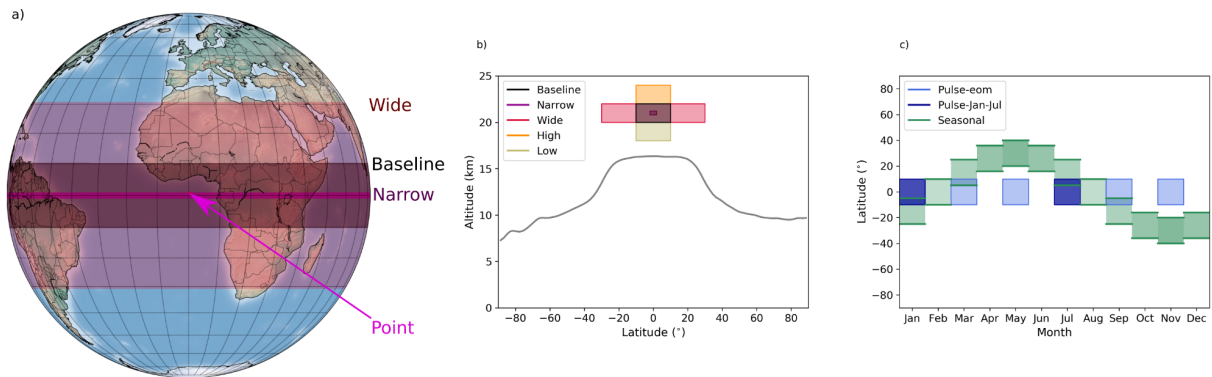 a)
Wide
Baseline
Narrow
Point
b)
25
20
15
10
5
0
Altitude (km)
Baseline
Narrow
Wide
High
Low
−80 −60 −40 −20 0 20 40 60 80
Latitude (°)
c)
80
60
40
20
0
−20
−40
−60
−80
Latitude (°)
Pulse-eom
Pulse-Jan-Jul
Seasonal
Jan Feb Mar Apr May Jun Jul Aug Sep Oct Nov Dec
Month